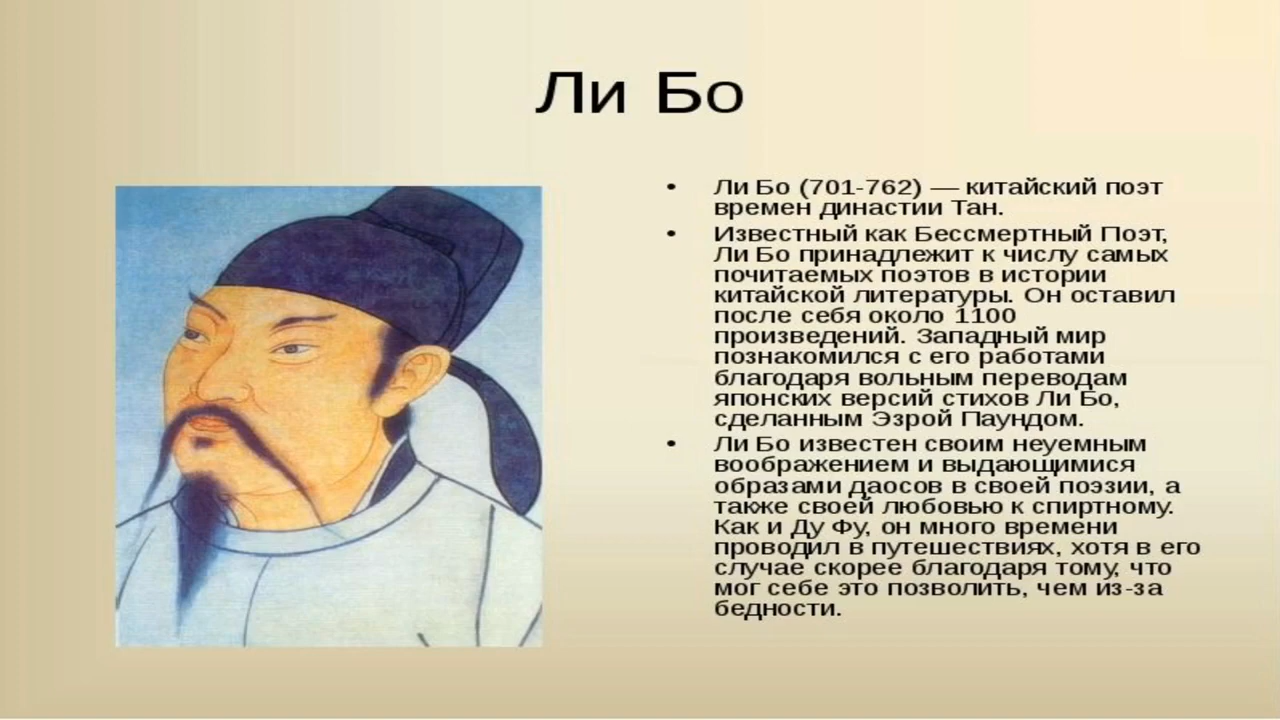 Ли Бо
• Ли Бо (701-762) — китайский поэт
времен династии Тан.
• Известный как Бессмертный Поэт,
Ли Бо принадлежит к числу самых
почитаемых поэтов в истории
китайской литературы. Он оставил
после себя около 1100
произведений. Западный мир
познакомился с его работами
благодаря вольным переводам
японских версий стихов Ли Бо,
сделанным Эзрой Паундом.
• Ли Бо известен своим неуемным
воображением и выдающимися
образами даосов в своей поэзии, а
также своей любовью к спиртному.
Как и Ду Фу, он много времени
проводил в путешествиях, хотя в его
случае скорее благодаря тому, что
мог себе это позволить, чем из-за
бедности.